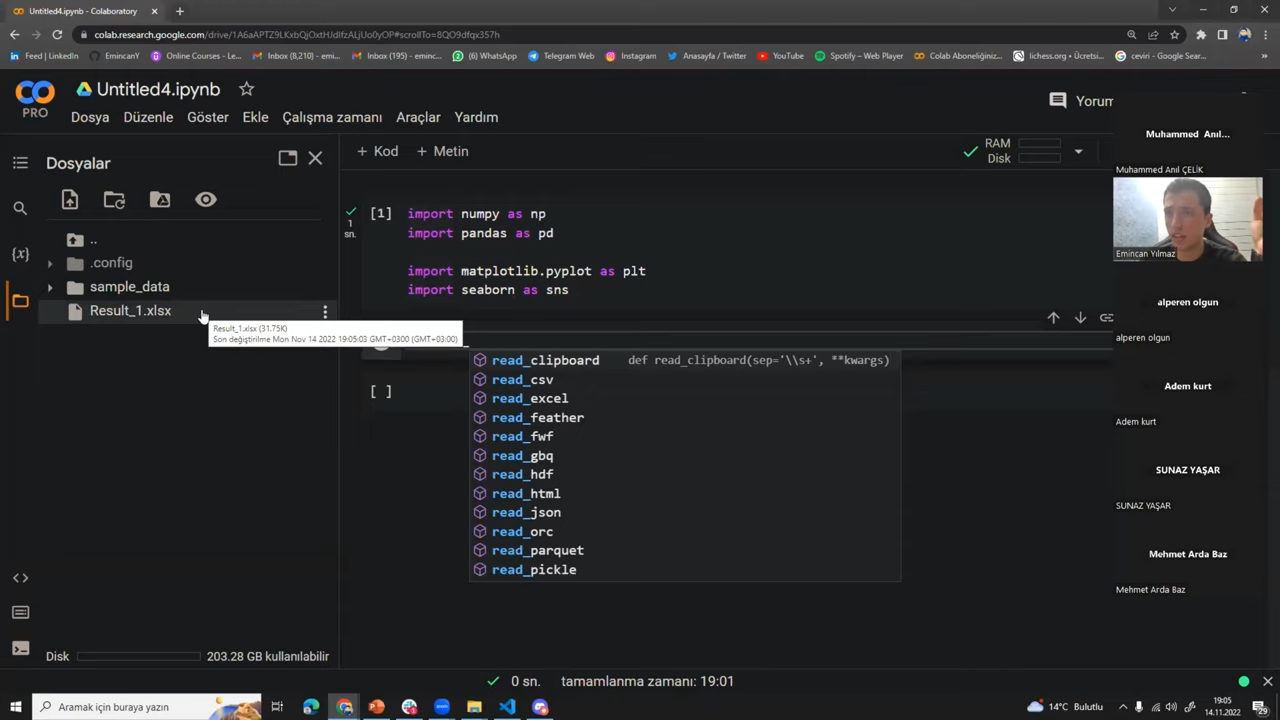 Untitled4.ipynb - Colaboratory
colab.research.google.com/drive/1A6aAPTZ9LKxbQjOxtHJdIfzALjUo0yOP#scrollTo=8QO9dfqx357h
Feed | LinkedIn
EmincanY
Online Courses - Le...
Inbox (8,210) - emi...
Inbox (195) - eminc...
(1) WhatsApp
Telegram Web
Instagram
Anasayfa / Twitter
YouTube
Spotify – Web Player
Colab Aboneliğiniz...
lichess.org • Ücretsi...
ceviri - Google Sear...
PRO
Untitled4.ipynb
Dosya Düzenle Göster Ekle Çalışma zamanı Araçlar Yardım
Yorum
Dosyalar
+ Kod + Metin
RAM
Disk
..
.config
sample_data
Result_1.xlsx
Result_1.xlsx (31.75K)
Son değiştirilme Mon Nov 14 2022 19:05:03 GMT+0300 (GMT+03:00)
{x}
1
sn.
[1] import numpy as np
import pandas as pd
import matplotlib.pyplot as plt
import seaborn as sns
[ ]
read_clipboard def read_clipboard(sep='\\s+', **kwargs)
read_csv
read_excel
read_feather
read_fwf
read_gbq
read_hdf
read_html
read_json
read_orc
read_parquet
read_pickle
Muhammed Anıl...
Muhammed Anıl ÇELİK
Emincan Yılmaz
alperen olgun
alperen olgun
Adem kurt
Adem kurt
SUNAZ YAŞAR
SUNAZ YAŞAR
Mehmet Arda Baz
Mehmet Arda Baz
Disk 203.28 GB kullanılabilir
0 sn. tamamlanma zamanı: 19:01
Aramak için buraya yazın
14°C Bulutlu
19:05
14.11.2022
29